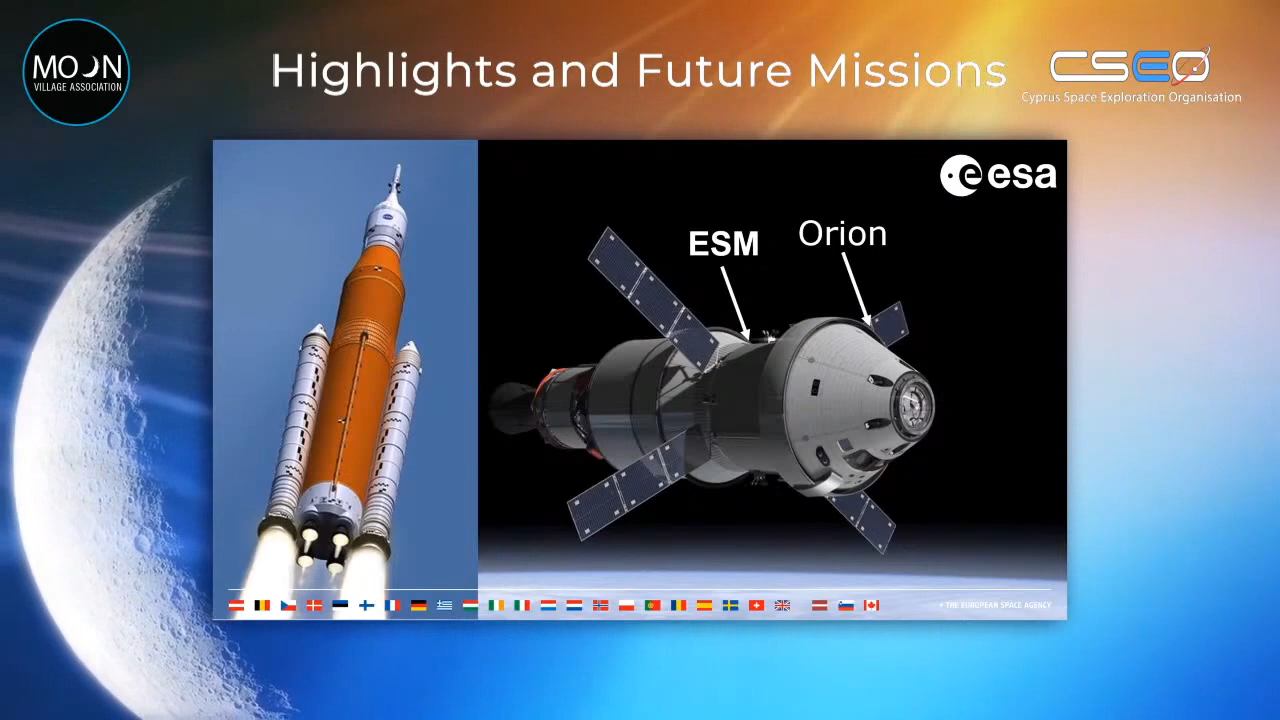 MOON
VILLAGE ASSOCIATION
Highlights and Future Missions
CSEO
Cyprus Space Exploration Organisation
esa
ESM
Orion
THE EUROPEAN SPACE AGENCY